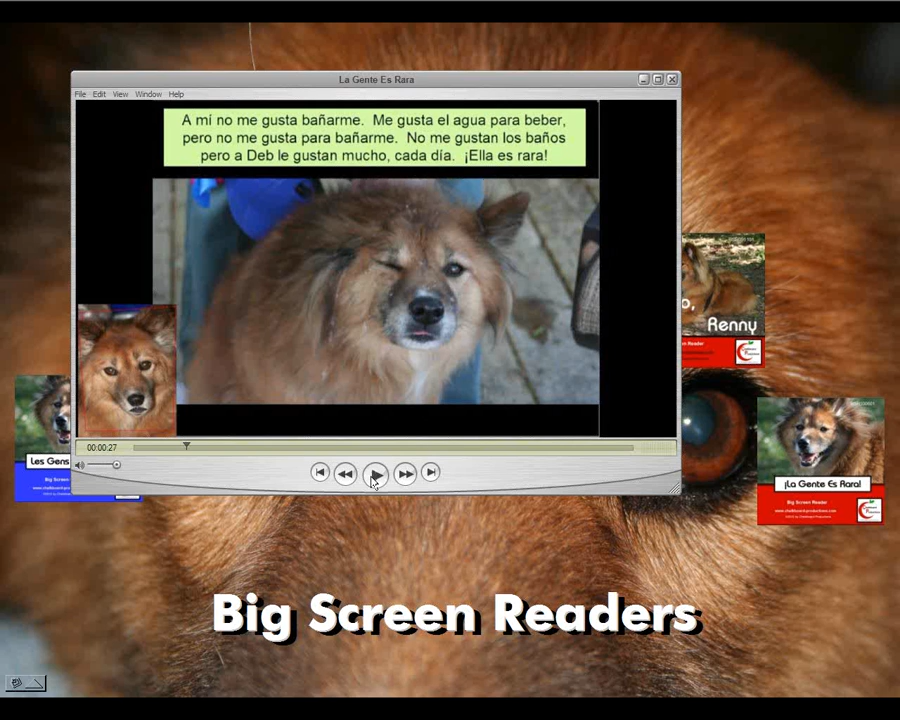 La Gente Es Rara
File Edit View Window Help
A mí no me gusta bañarme. Me gusta el agua para beber,
pero no me gusta para bañarme. No me gustan los baños
pero a Deb le gustan mucho, cada día. ¡Ella es rara!
o,
Renny
Les Gens
Big Screen
00:00:27
¡La Gente Es Rara!
Big Screen Reader
Big Screen Readers